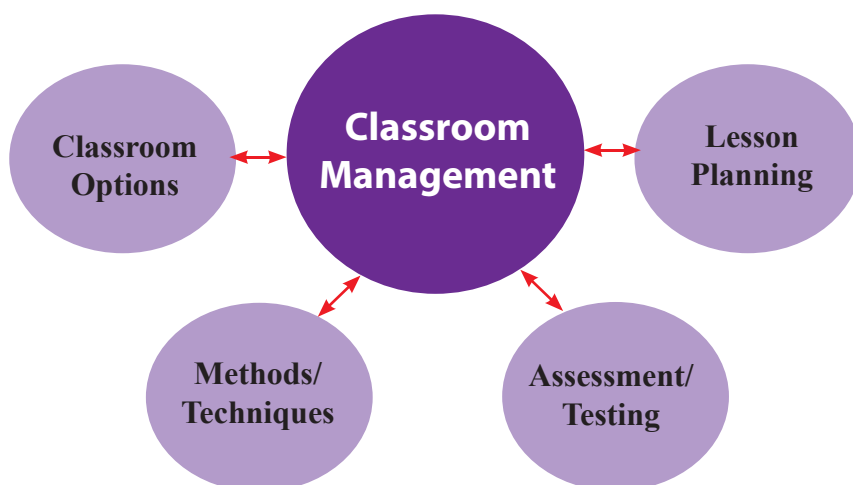 Classroom
Management
Classroom
Options
Lesson
Planning
Methods/
Techniques
Assessment/
Testing